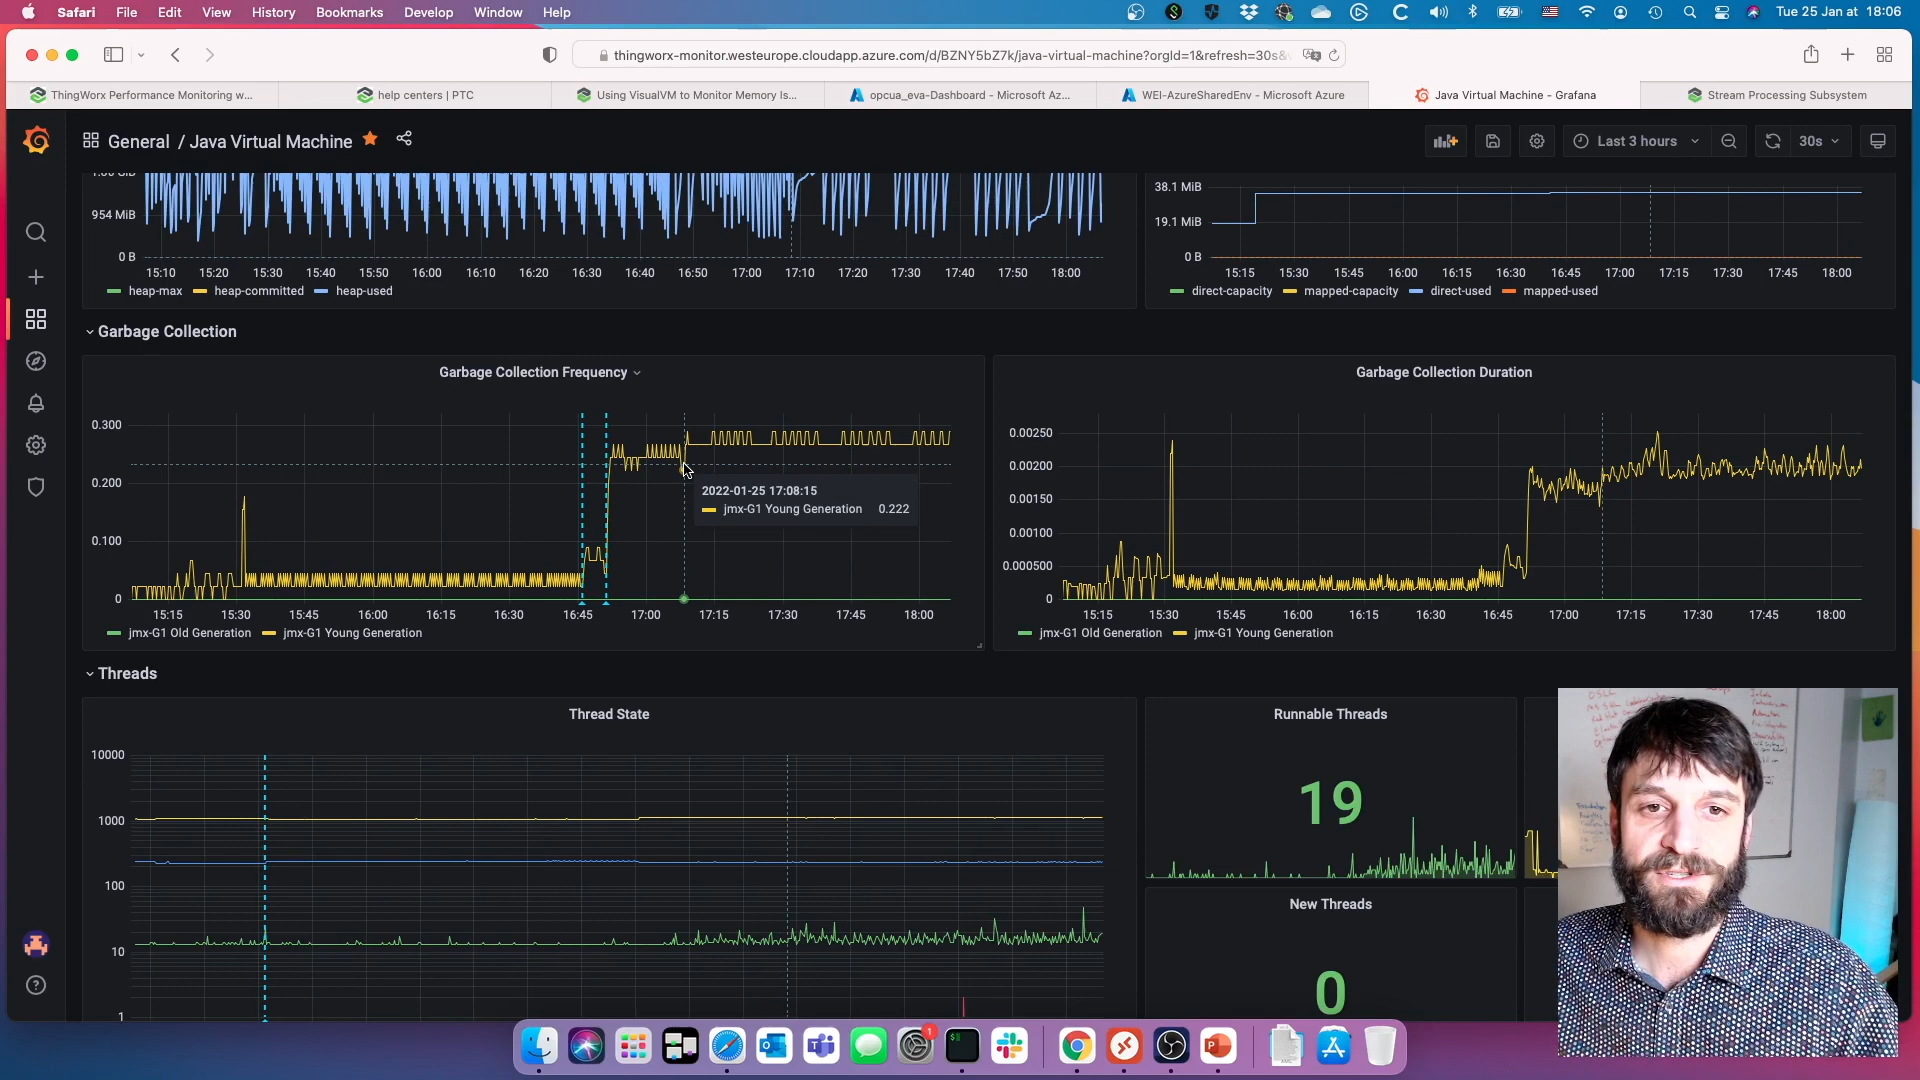 Safari File Edit View History Bookmarks Develop Window Help Tue 25 Jan at 18:06
thingworx-monitor.westeurope.cloudapp.azure.com/d/BZNY5bZ7k/java-virtual-machine?orgId=1&refresh=30s&
ThingWorx Performance Monitoring w... help centers | PTC Using VisualVM to Monitor Memory Is... opcua_eva-Dashboard - Microsoft Az... WEI-AzureSharedEnv - Microsoft Azure Java Virtual Machine - Grafana Stream Processing Subsystem
General / Java Virtual Machine Last 3 hours 30s
954 MiB
0 B
15:10 15:20 15:30 15:40 15:50 16:00 16:10 16:20 16:30 16:40 16:50 17:00 17:10 17:20 17:30 17:40 17:50 18:00
heap-max heap-committed heap-used
38.1 MiB
19.1 MiB
0 B
15:15 15:30 15:45 16:00 16:15 16:30 16:45 17:00 17:15 17:30 17:45 18:00
direct-capacity mapped-capacity direct-used mapped-used
Garbage Collection
Garbage Collection Frequency
0.300
0.200
0.100
0
15:15 15:30 15:45 16:00 16:15 16:30 16:45 17:00 17:15 17:30 17:45 18:00
2022-01-25 17:08:15
jmx-G1 Young Generation 0.222
jmx-G1 Old Generation jmx-G1 Young Generation
Garbage Collection Duration
0.00250
0.00200
0.00150
0.00100
0.000500
0
15:15 15:30 15:45 16:00 16:15 16:30 16:45 17:00 17:15 17:30 17:45 18:00
jmx-G1 Old Generation jmx-G1 Young Generation
Threads
Thread State
10000
1000
100
10
1
Runnable Threads
19
New Threads
0
1